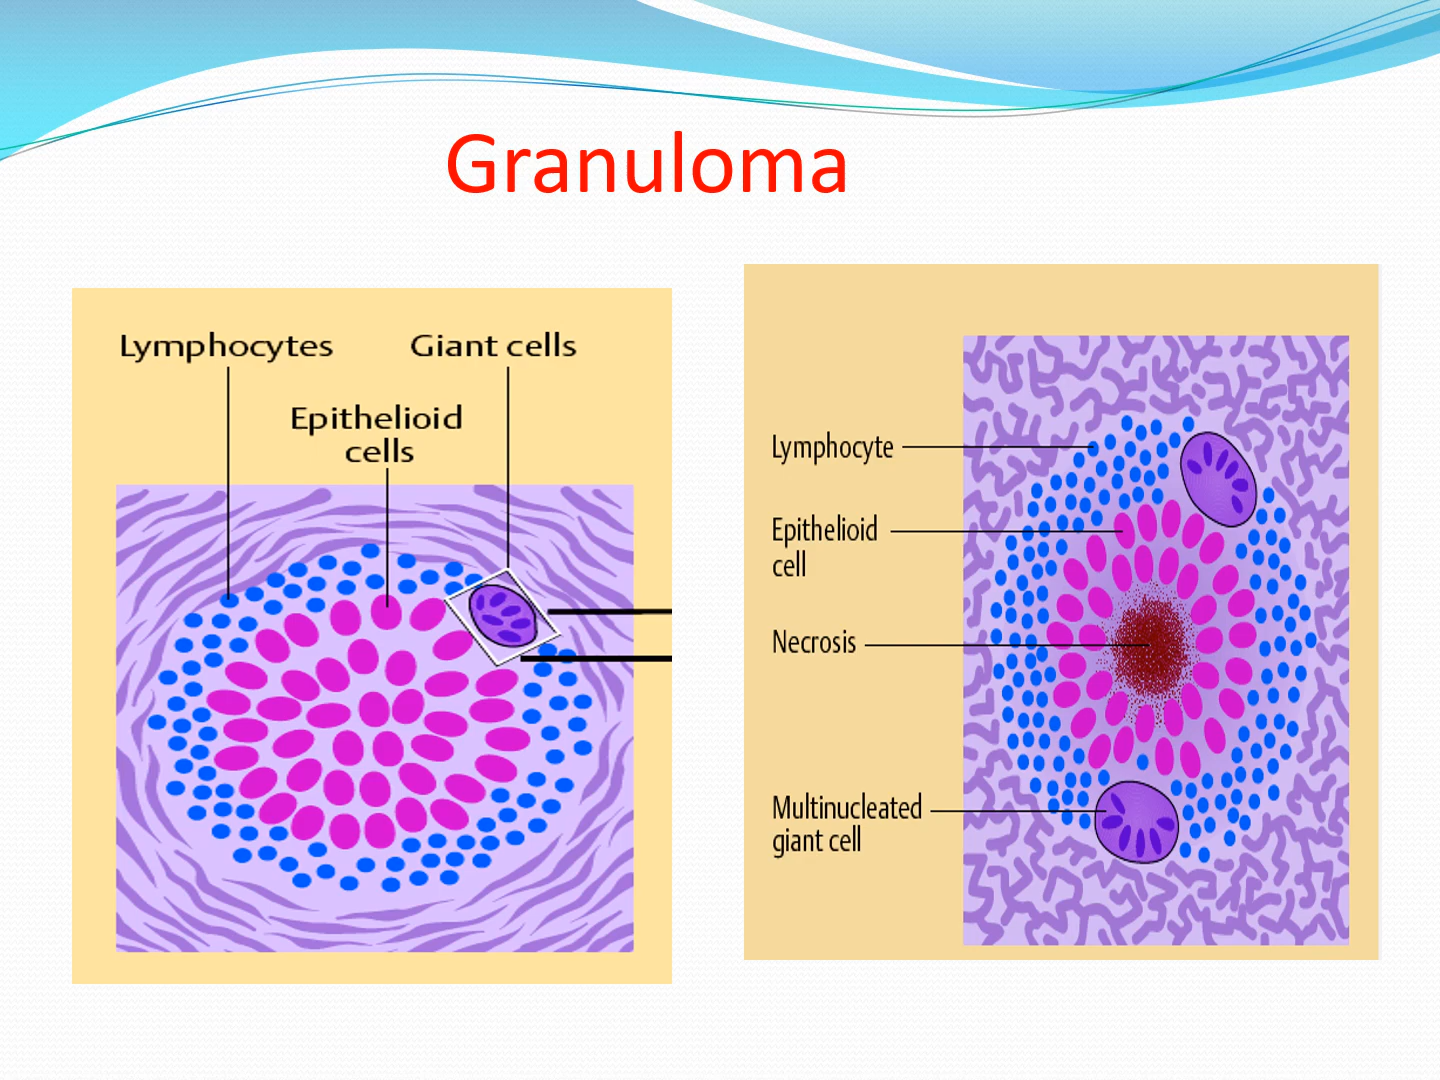 Granuloma
Lymphocytes
Giant cells
Epithelioid
cells
Lymphocyte
Epithelioid
cell
Necrosis
Multinucleated
giant cell